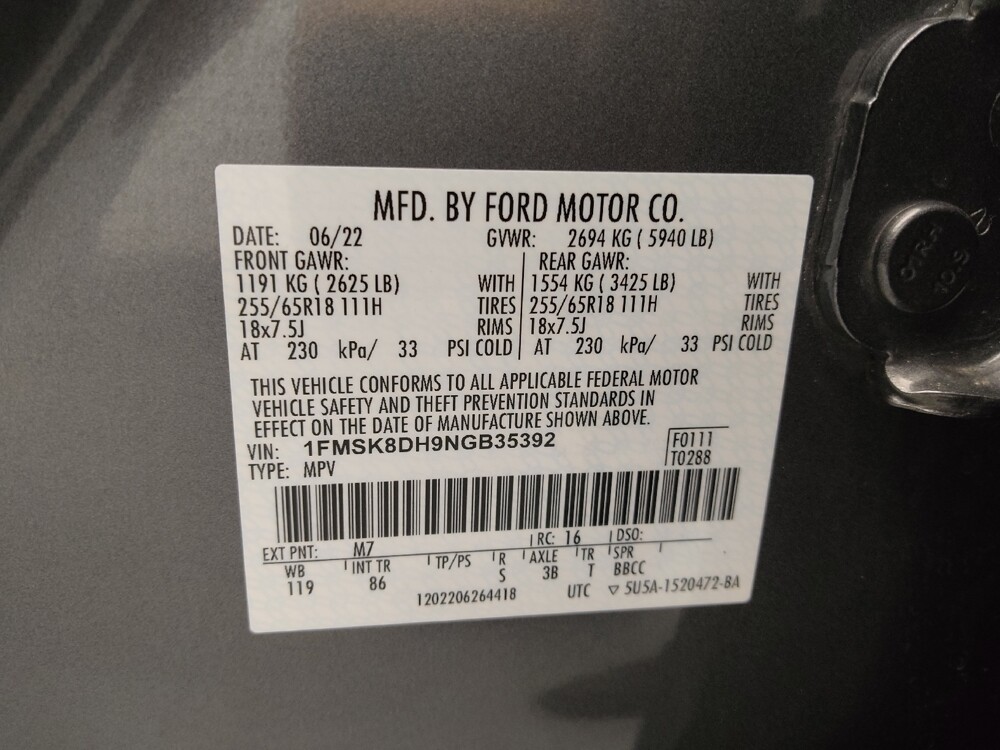 MFD. BY FORD MOTOR CO.
DATE: 06/22 GVWR: 2694 KG ( 5940 LB)
FRONT GAWR: REAR GAWR:
1191 KG ( 2625 LB) WITH 1554 KG ( 3425 LB) WITH
255/65R18 111H TIRES 255/65R18 111H TIRES
18x7.5J RIMS 18x7.5J RIMS
AT 230 kPa/ 33 PSI COLD AT 230 kPa/ 33 PSI COLD
THIS VEHICLE CONFORMS TO ALL APPLICABLE FEDERAL MOTOR
VEHICLE SAFETY AND THEFT PREVENTION STANDARDS IN
EFFECT ON THE DATE OF MANUFACTURE SHOWN ABOVE.
VIN: 1FMSK8DH9NGB35392 F0111
TYPE: MPV T0288
EXT PNT: M7 RC: 16 DSO:
WB INT TR TP/PS R AXLE TR SPR
119 86 S 3B T BBCC
1202206264418 UTC ▽ 5U5A-1520472-BA